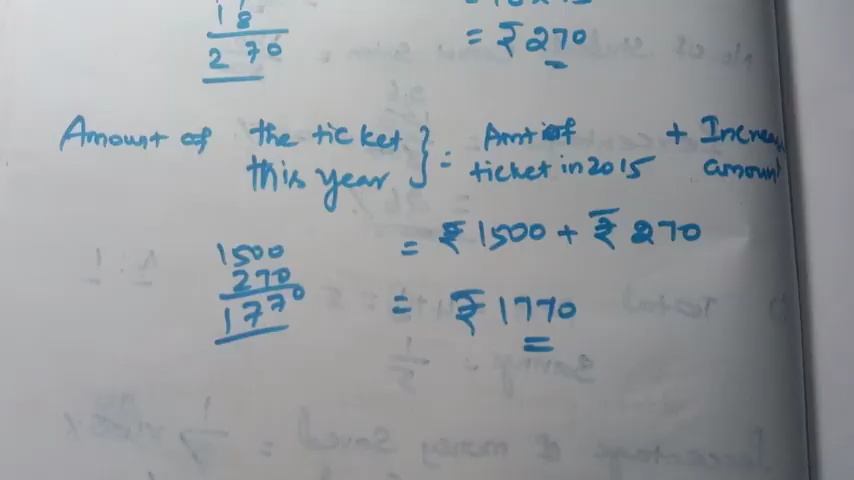 18
270
= ₹270
Amount of the ticket this year } = Amt of ticket in 2015 + Increa amount
1500
270
1770
= ₹ 1500 + ₹ 270
= ₹ 1770